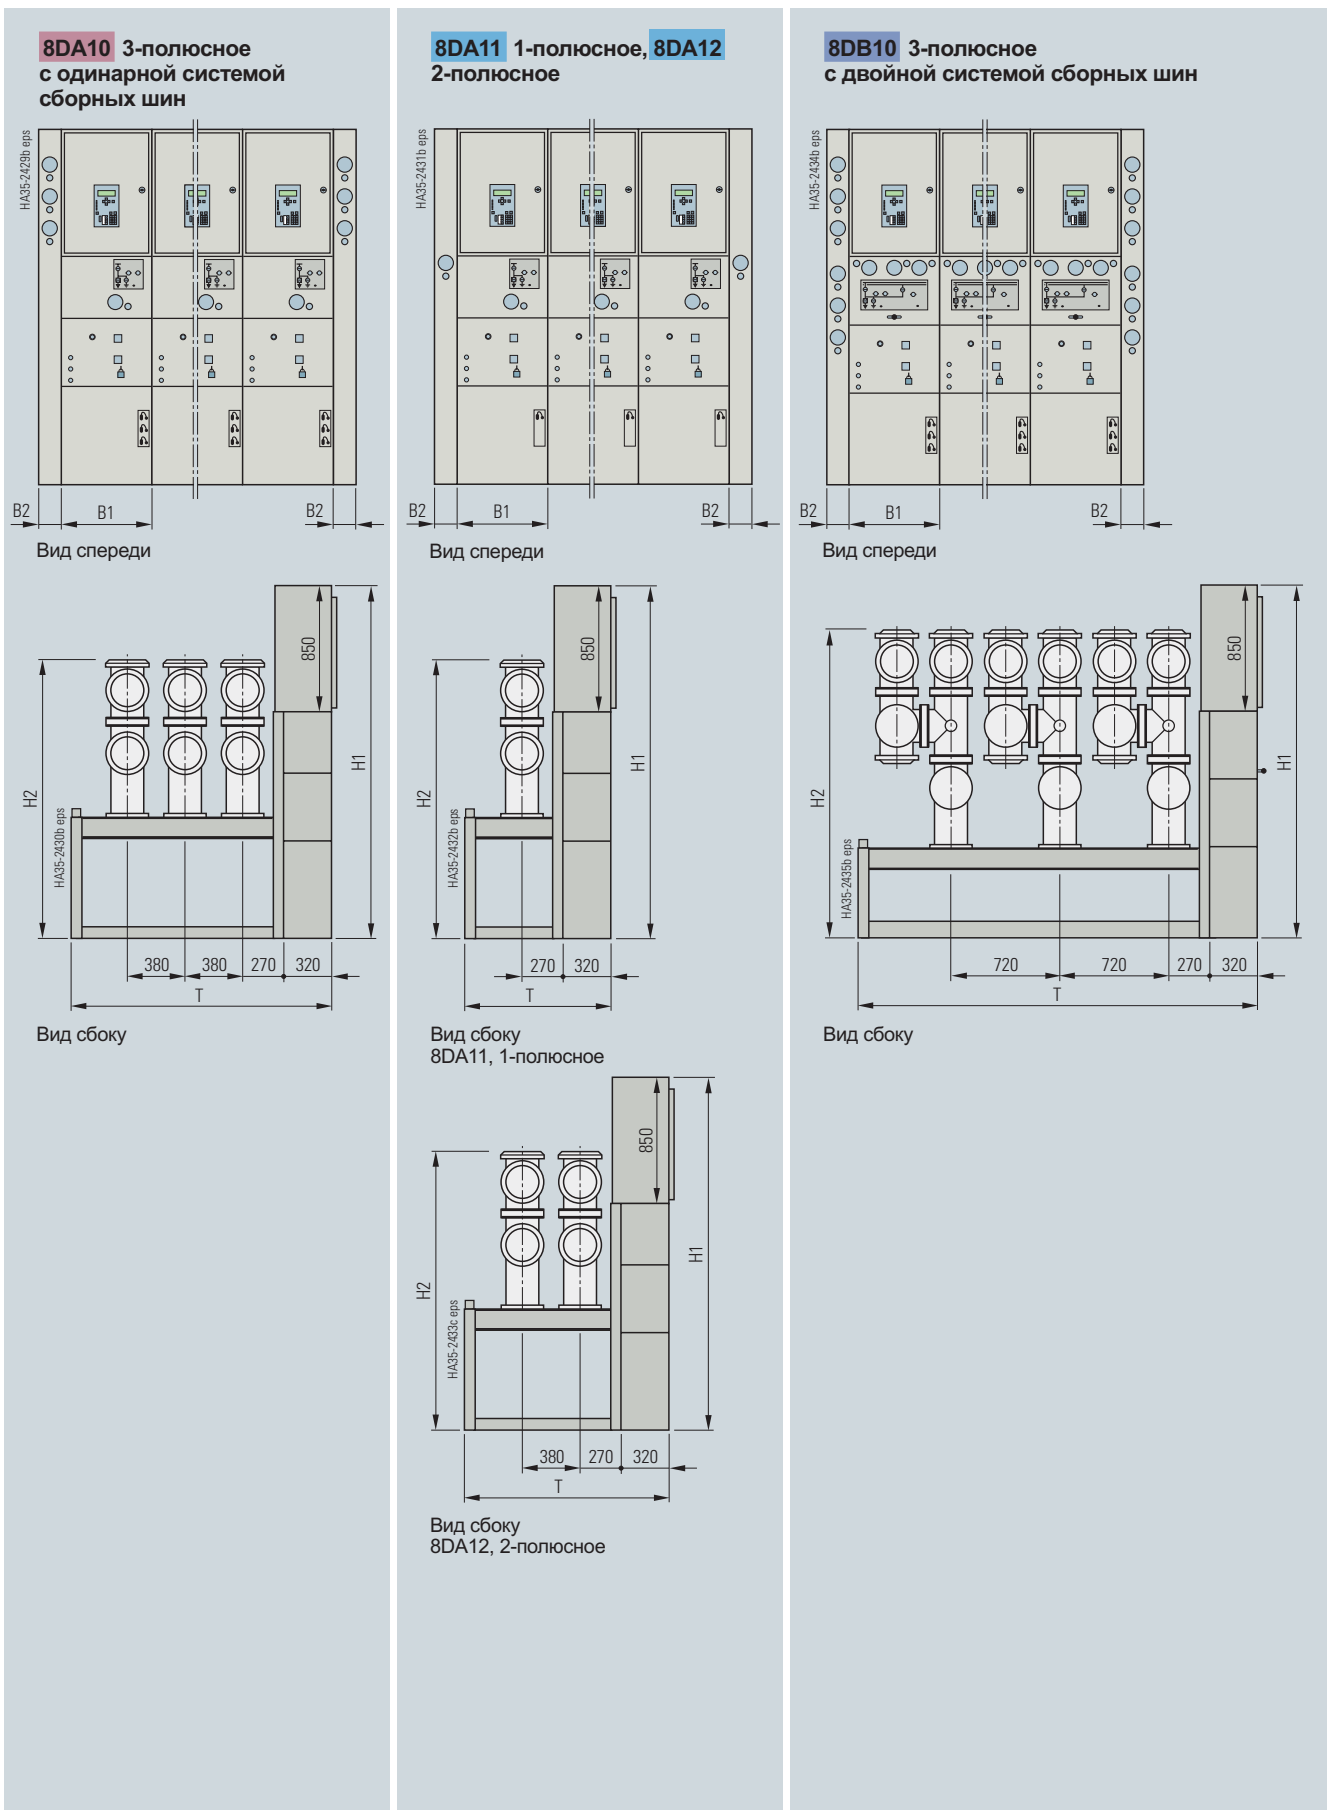 8DA10 3-полюсное
с одинарной системой
сборных шин
HA35-2429b eps
B2
B1
B2
Вид спереди
850
H1
H2
HA35-2430b eps
380
380
270
320
T
Вид сбоку
8DA11 1-полюсное, 8DA12
2-полюсное
HA35-2431b eps
B2
B1
B2
Вид спереди
850
H1
H2
HA35-2432b eps
270
320
T
Вид сбоку
8DA11, 1-полюсное
850
H1
H2
HA35-2433c eps
380
270
320
T
Вид сбоку
8DA12, 2-полюсное
8DB10 3-полюсное
с двойной системой сборных шин
HA35-2434b eps
B2
B1
B2
Вид спереди
850
H1
H2
HA35-2435b eps
720
720
270
320
T
Вид сбоку